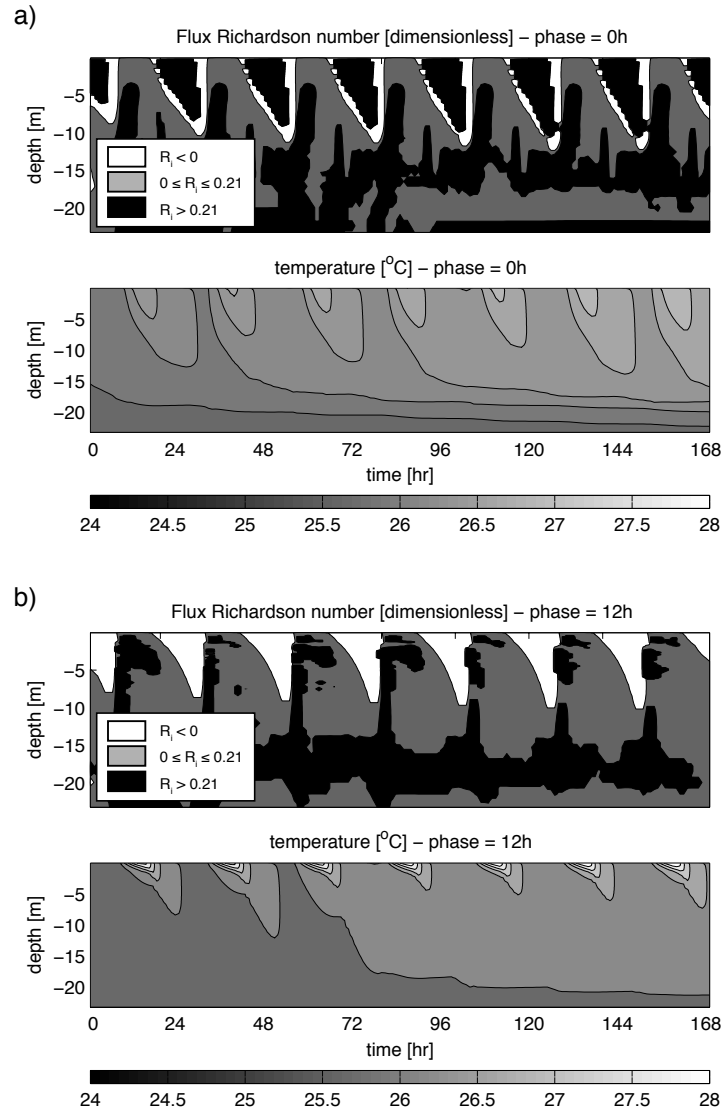 a)
Flux Richardson number [dimensionless] – phase = 0h
depth [m]
−5
−10
−15
−20
R_i < 0
0 ≤ R_i ≤ 0.21
R_i > 0.21
temperature [°C] – phase = 0h
depth [m]
−5
−10
−15
−20
0 24 48 72 96 120 144 168
time [hr]
24 24.5 25 25.5 26 26.5 27 27.5 28
b)
Flux Richardson number [dimensionless] – phase = 12h
depth [m]
−5
−10
−15
−20
R_i < 0
0 ≤ R_i ≤ 0.21
R_i > 0.21
temperature [°C] – phase = 12h
depth [m]
−5
−10
−15
−20
0 24 48 72 96 120 144 168
time [hr]
24 24.5 25 25.5 26 26.5 27 27.5 28